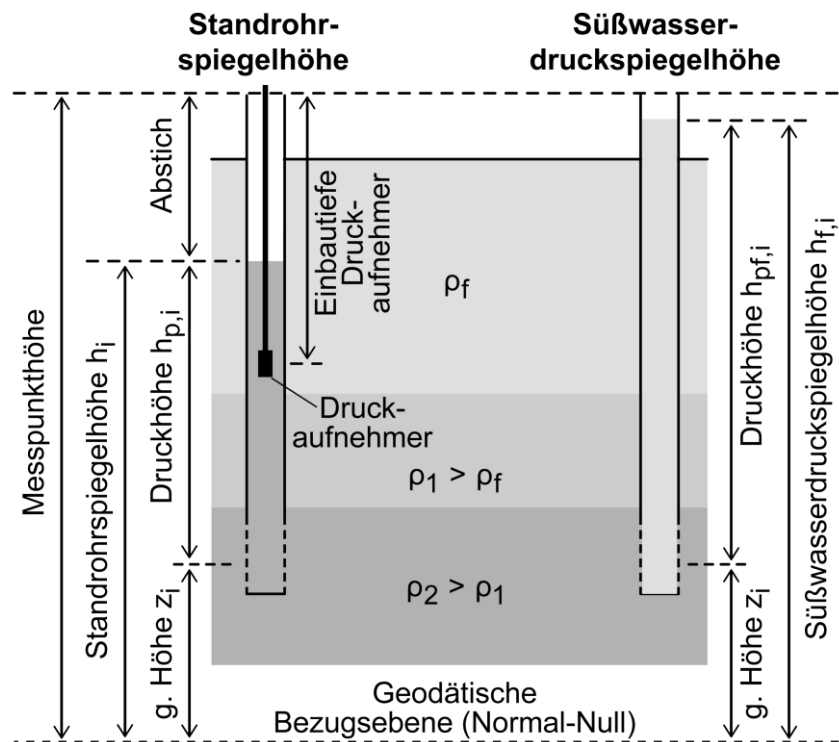 Standrohr-
spiegelhöhe
Süßwasser-
druckspiegelhöhe
Messpunkthöhe
Abstich
Standrohrspiegelhöhe hi
Druckhöhe hp,i
g. Höhe zi
Einbautiefe
Druck-
aufnehmer
Druck-
aufnehmer
ρf
ρ1 > ρf
ρ2 > ρ1
Druckhöhe hpf,i
Süßwasserdruckspiegelhöhe hf,i
g. Höhe zi
Geodätische
Bezugsebene (Normal-Null)